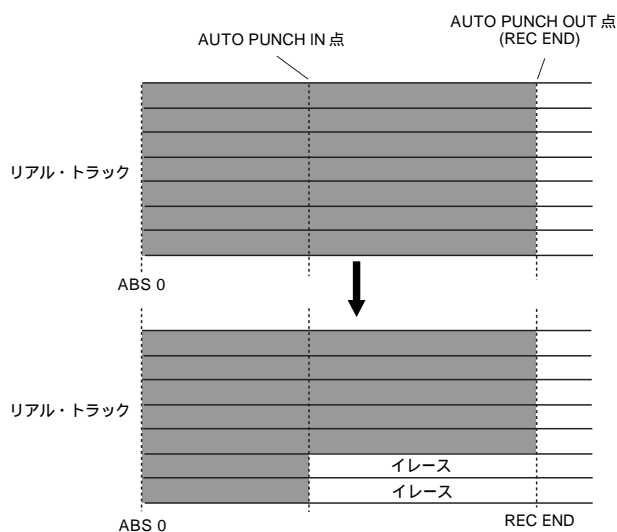 AUTO PUNCH IN 点
AUTO PUNCH OUT 点
(REC END)
リアル・トラック
ABS 0
リアル・トラック
イレース
イレース
ABS 0
REC END